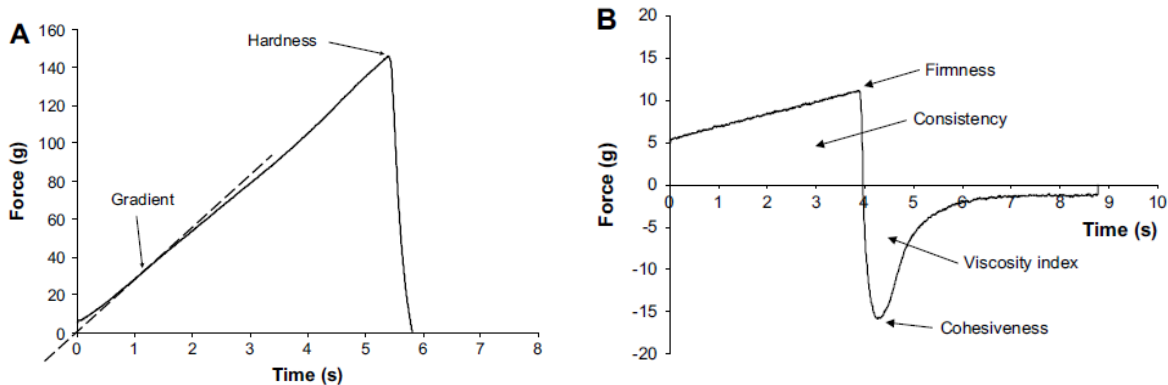 A
Force (g)
160
140
120
100
80
60
40
20
0
Hardness
Gradient
0 1 2 3 4 5 6 7 8
Time (s)
B
Force (g)
20
15
10
5
0
-5
-10
-15
-20
Firmness
Consistency
0 1 2 3 4 5 6 7 8 9 10
Time (s)
Viscosity index
Cohesiveness